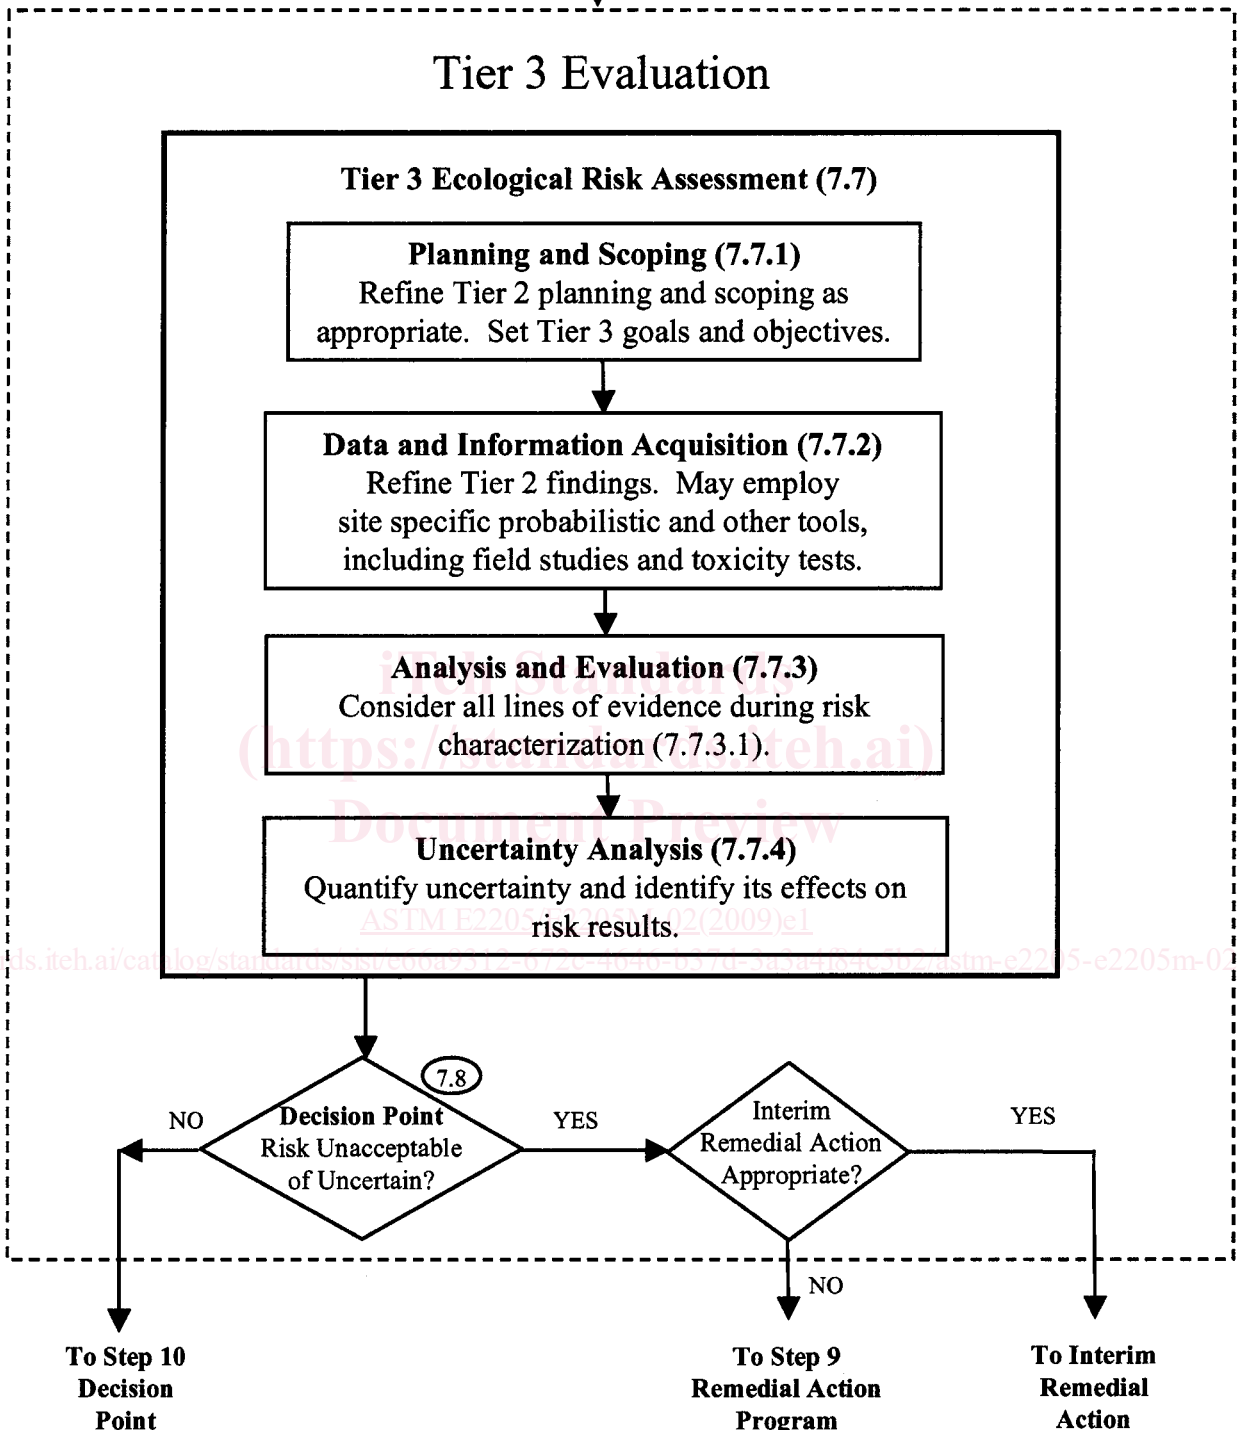 Tier 3 Evaluation
Tier 3 Ecological Risk Assessment (7.7)
Planning and Scoping (7.7.1)
Refine Tier 2 planning and scoping as
appropriate.  Set Tier 3 goals and objectives.
Data and Information Acquisition (7.7.2)
Refine Tier 2 findings.  May employ
site specific probabilistic and other tools,
including field studies and toxicity tests.
iTeh Standards
Analysis and Evaluation (7.7.3)
Consider all lines of evidence during risk
(https://standards.iteh.ai)
characterization (7.7.3.1).
Document Preview
Uncertainty Analysis (7.7.4)
Quantify uncertainty and identify its effects on
ASTM E2205/E2205M-02(2009)e1
risk results.
7.8
NO
Decision Point
Risk Unacceptable
of Uncertain?
YES
Interim
Remedial Action
Appropriate?
YES
NO
To Step 10
Decision
Point
To Step 9
Remedial Action
Program
To Interim
Remedial
Action